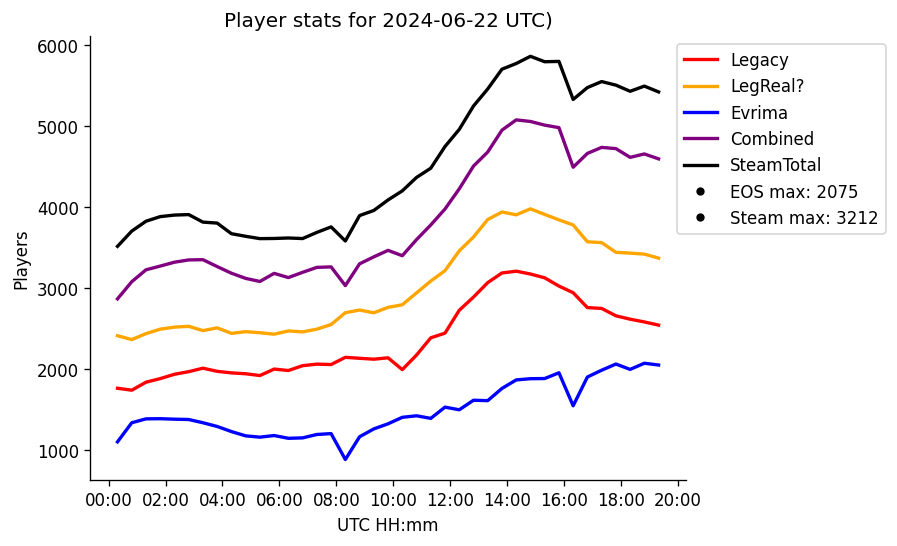 Player stats for 2024-06-22 UTC)
6000
5000
4000
3000
2000
1000
Players
00:00 02:00 04:00 06:00 08:00 10:00 12:00 14:00 16:00 18:00 20:00
UTC HH:mm
Legacy
LegReal?
Evrima
Combined
SteamTotal
EOS max: 2075
Steam max: 3212